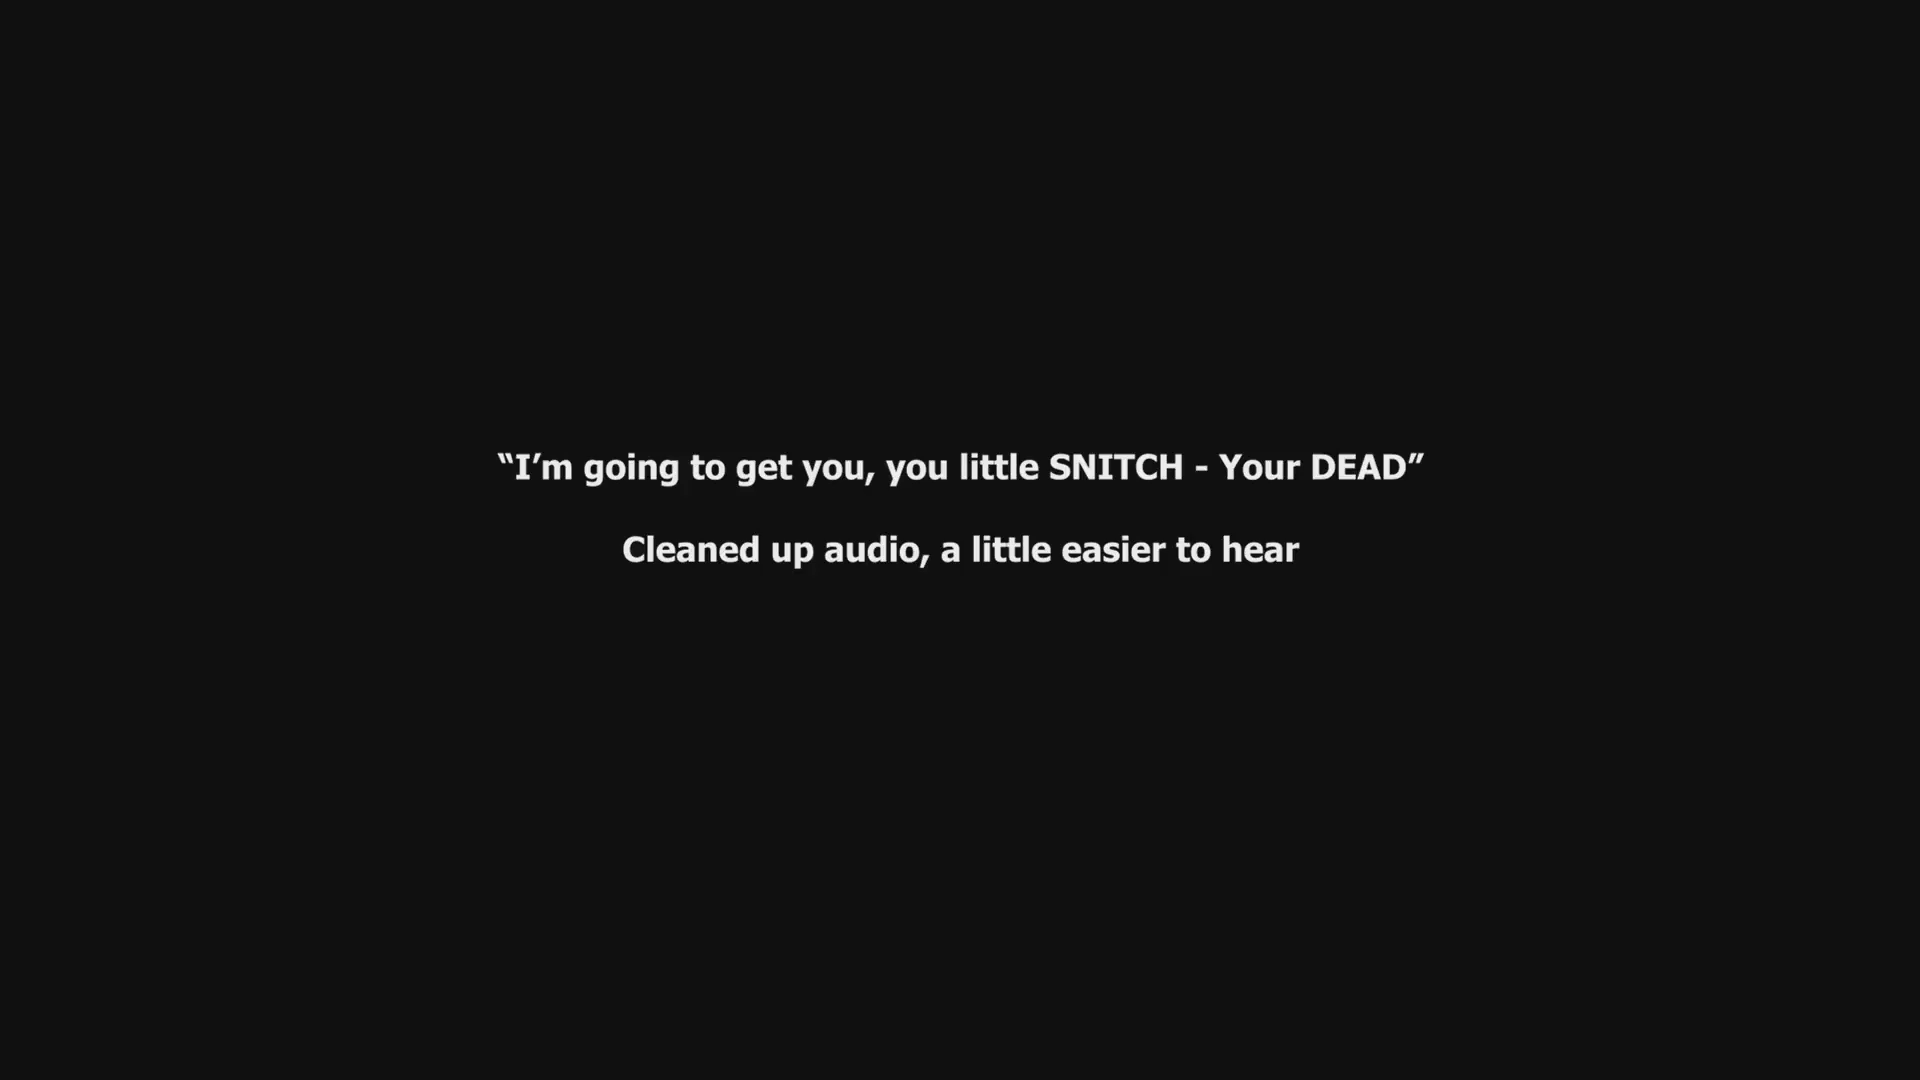 “I’m going to get you, you little SNITCH - Your DEAD”
Cleaned up audio, a little easier to hear